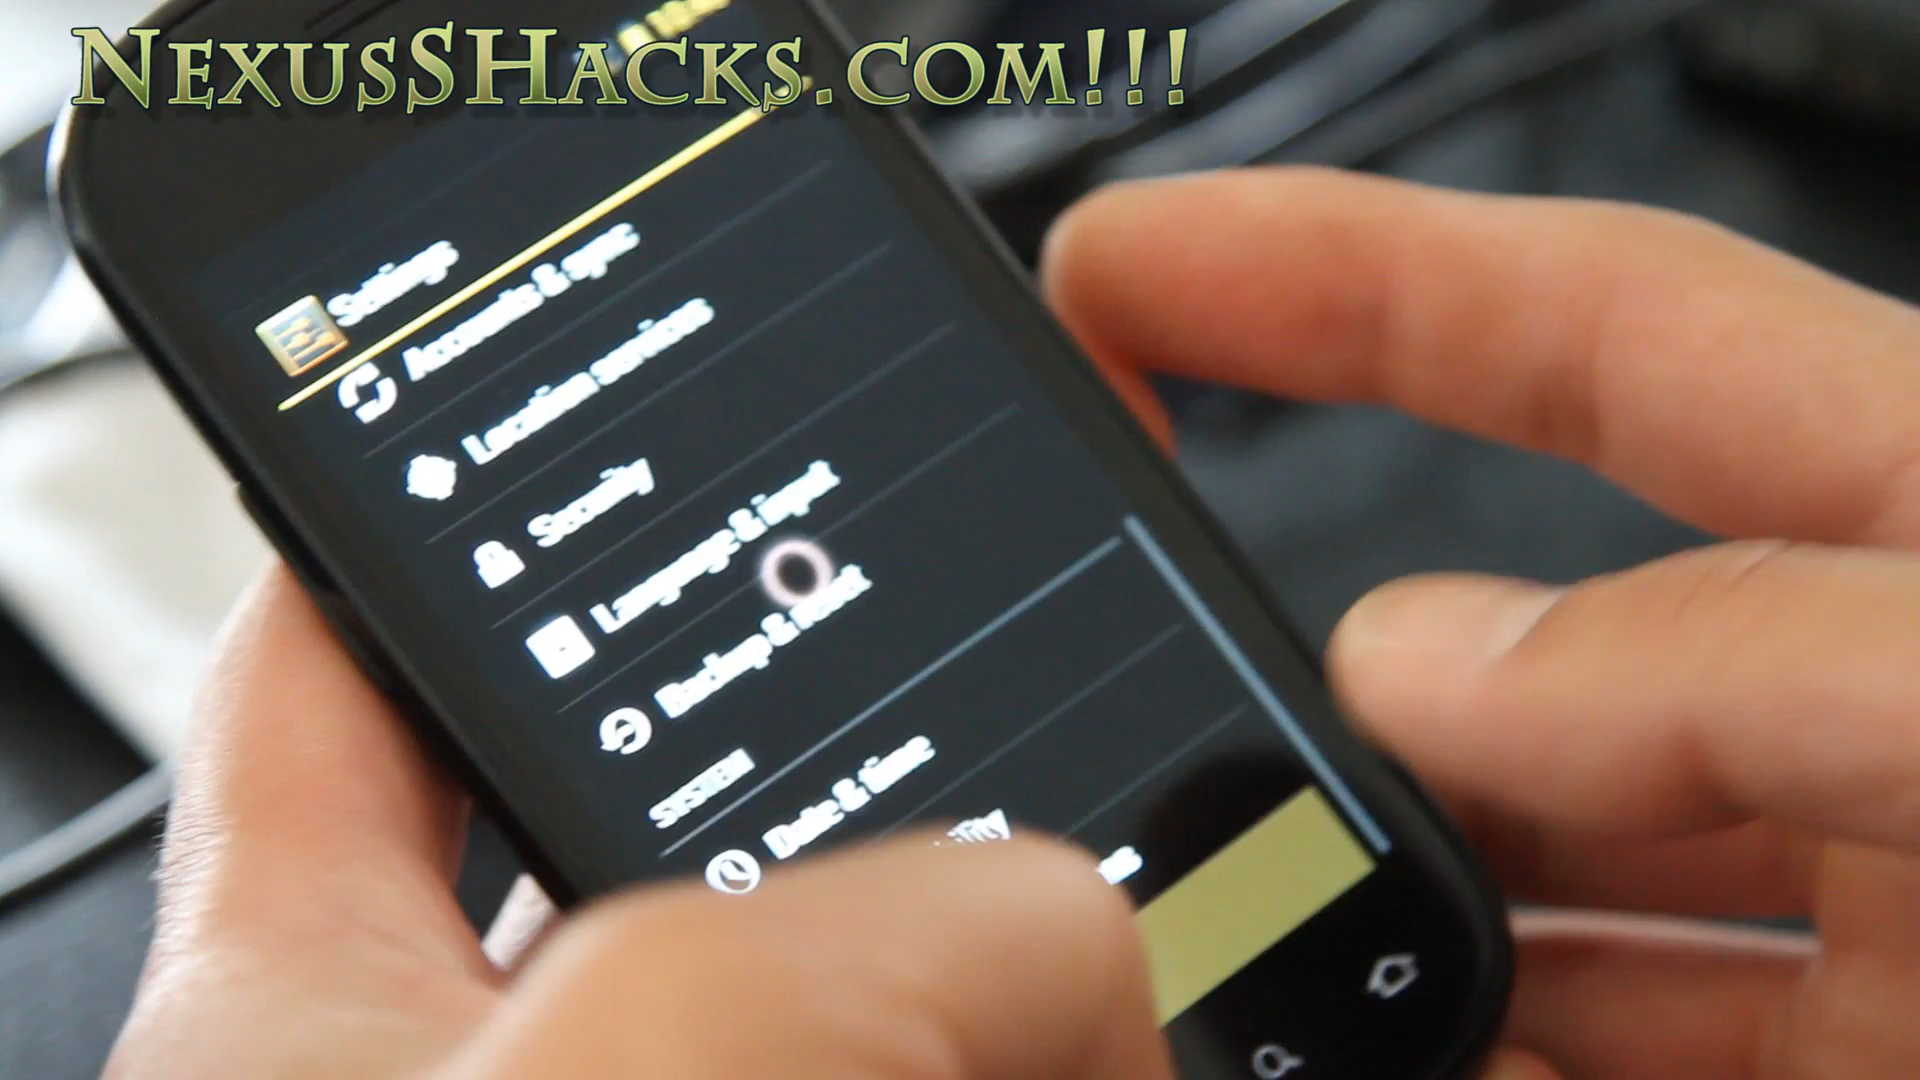 NexusSHacks.com!!!
Settings
Accounts & sync
Location services
Security
Language & input
Backup & reset
SYSTEM
Date & time